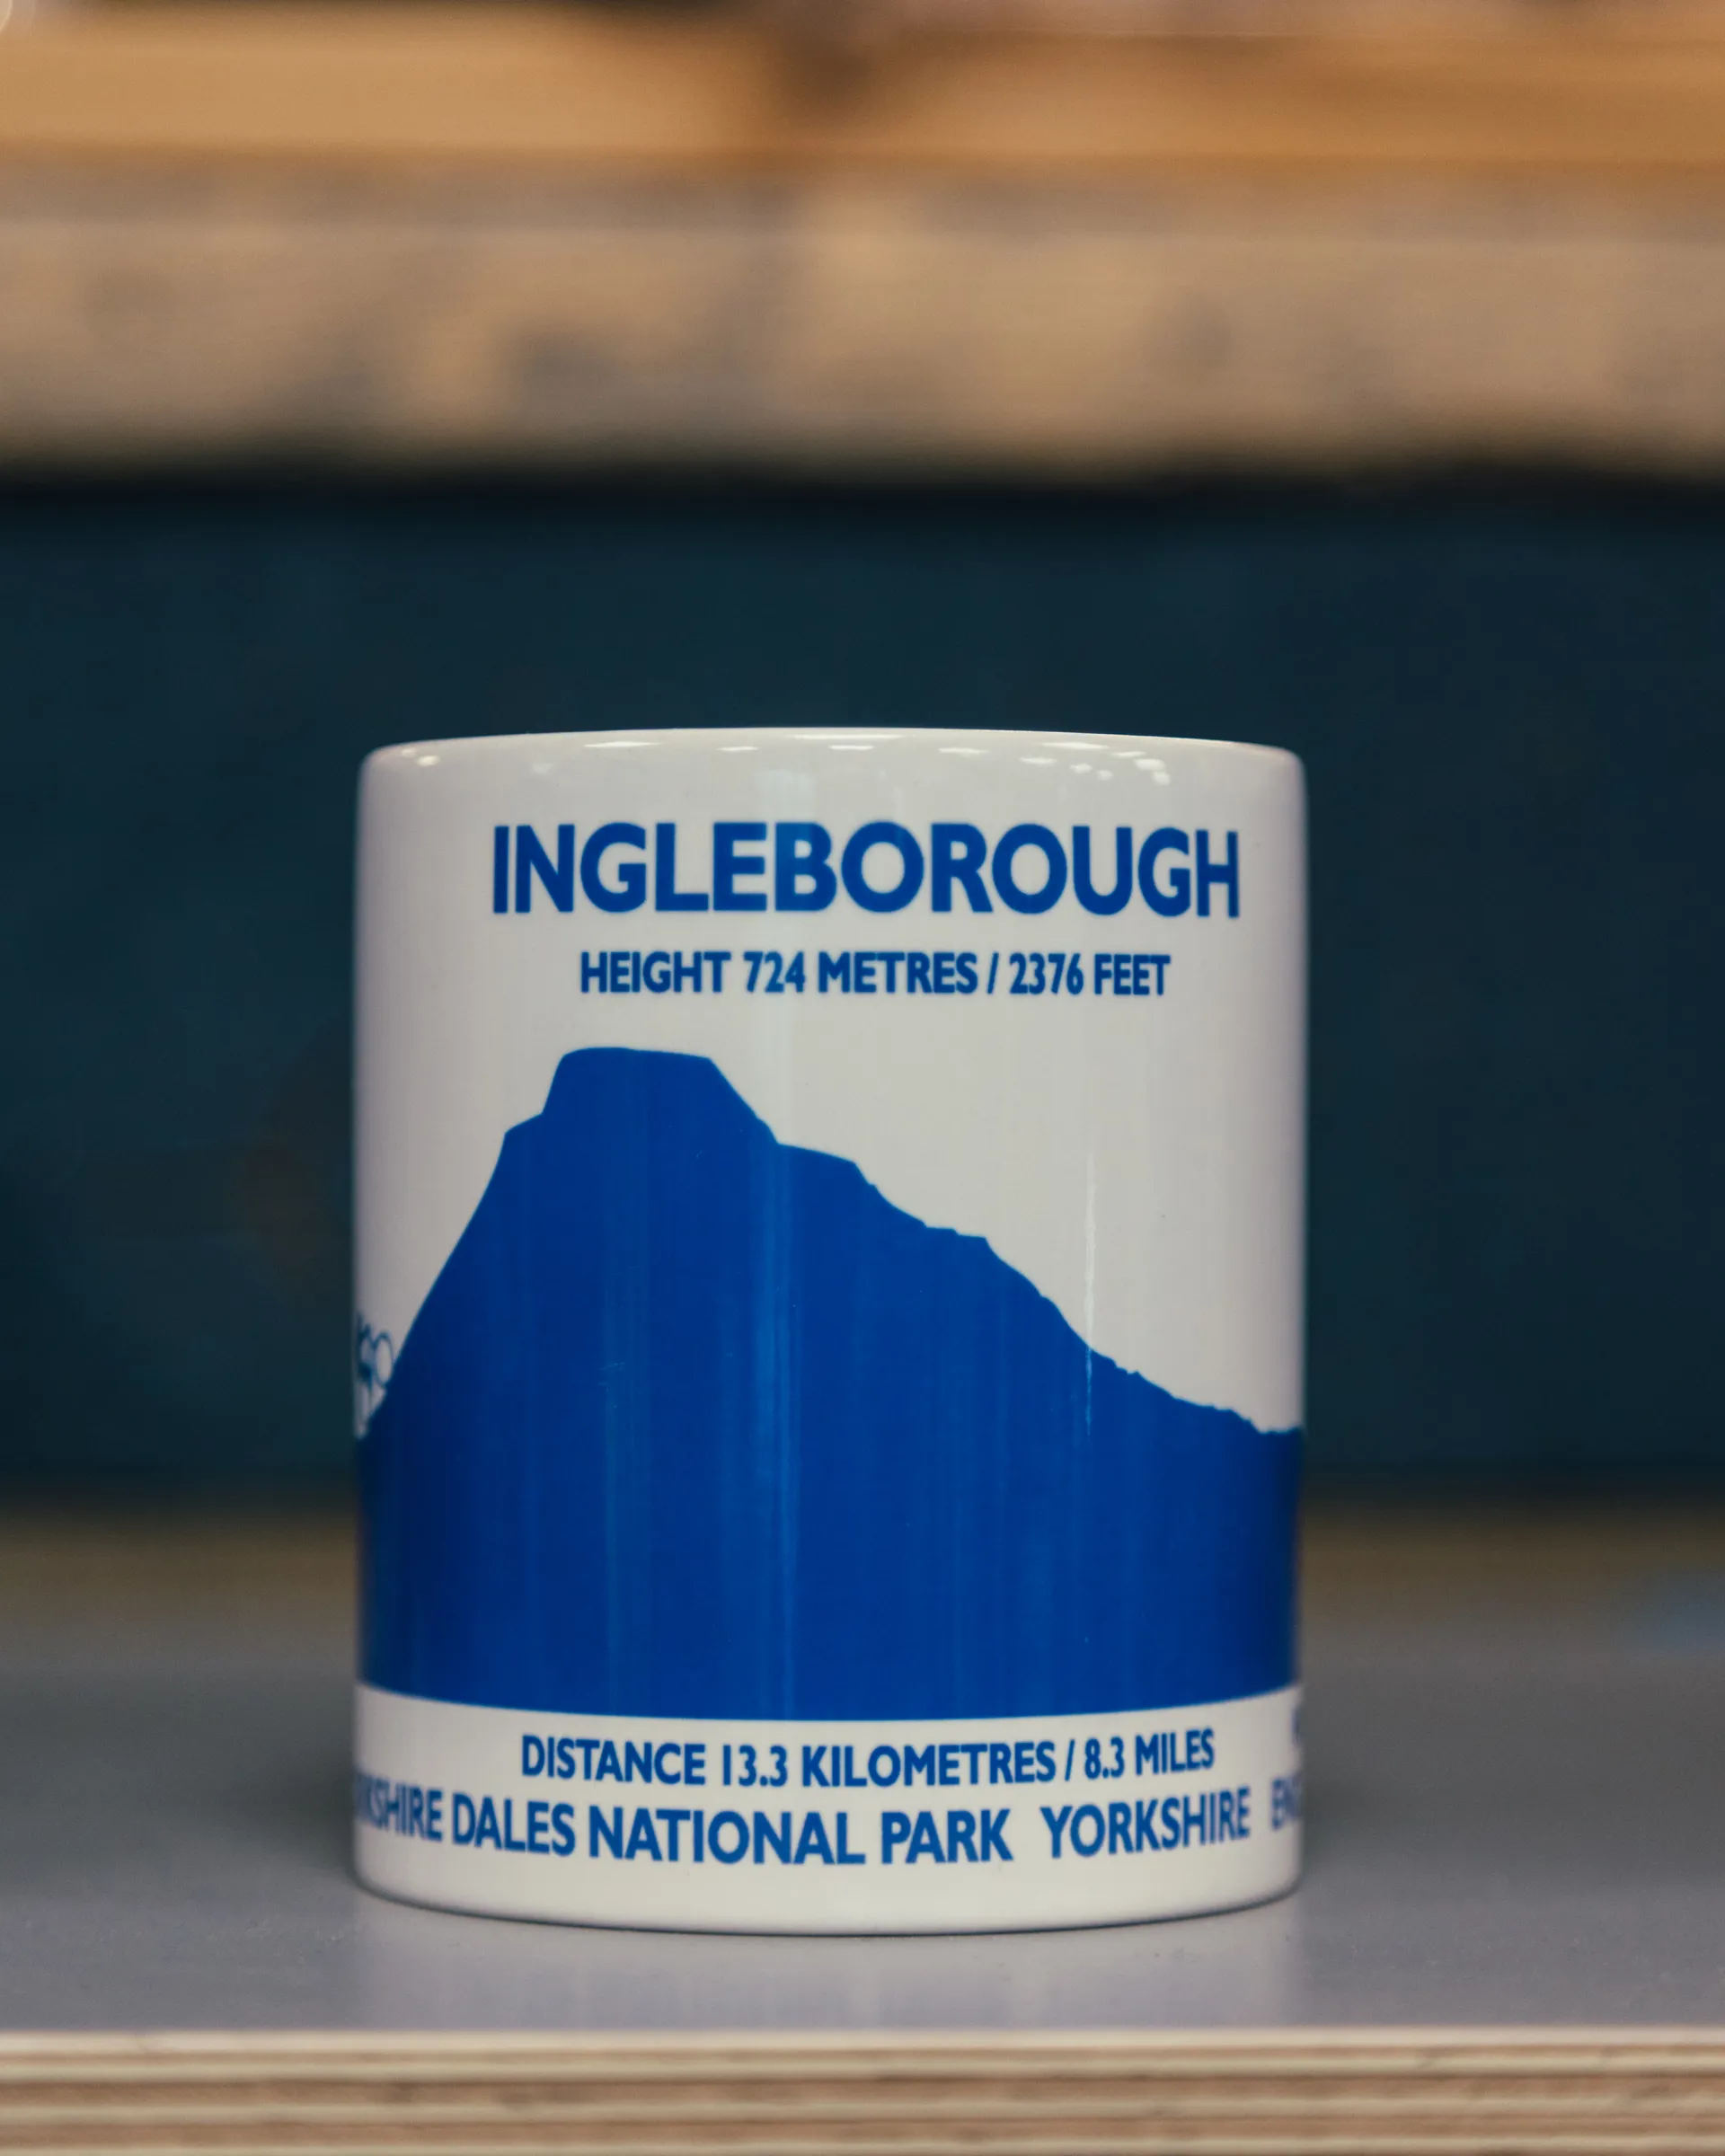 INGLEBOROUGH
HEIGHT 724 METRES / 2376 FEET
DISTANCE 13.3 KILOMETRES / 8.3 MILES
DALES NATIONAL PARK YORKSHIRE